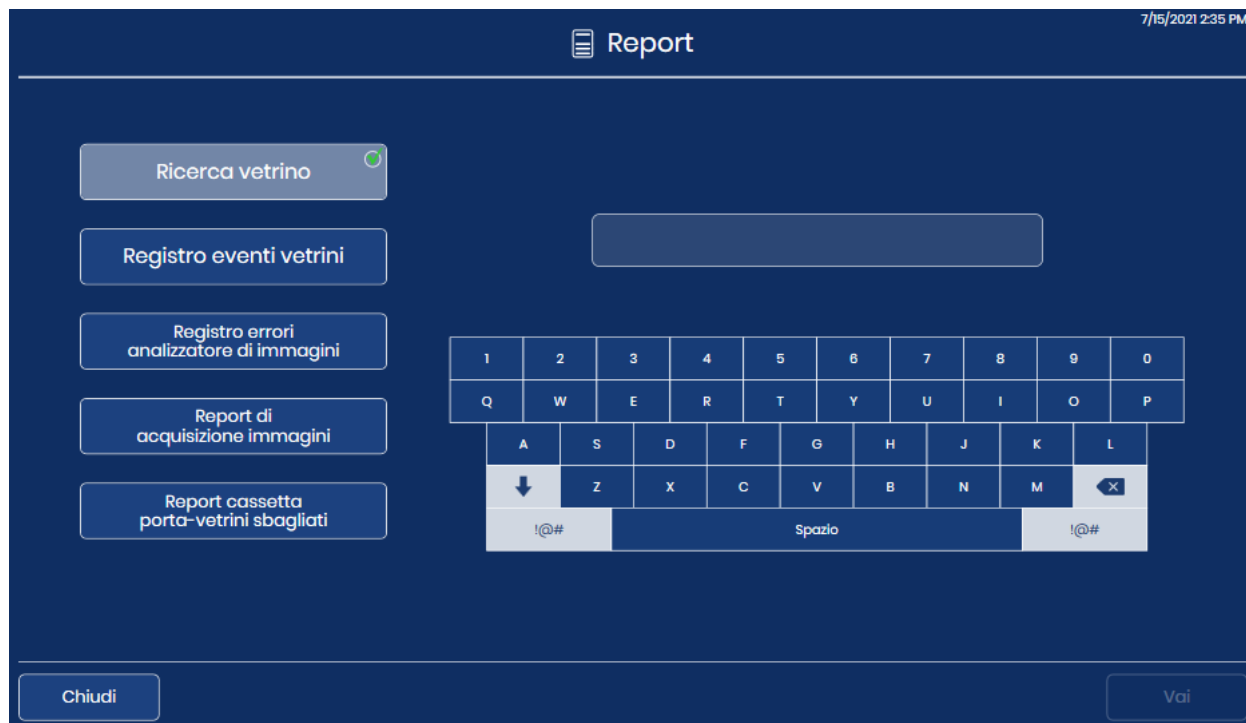 7/15/2021 2:35 PM
Report
Ricerca vetrino
Registro eventi vetrini
Registro errori
analizzatore di immagini
Report di
acquisizione immagini
Report cassetta
porta-vetrini sbagliati
1 2 3 4 5 6 7 8 9 0
Q W E R T Y U I O P
A S D F G H J K L
Z X C V B N M
!@# Spazio !@#
Chiudi
Vai